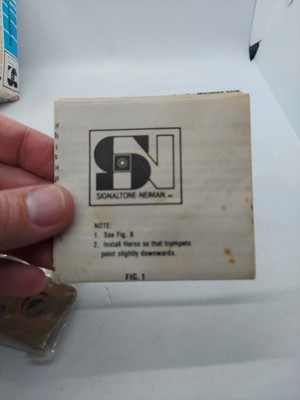 SN
SIGNALTONE-NEIMAN, INC.
NOTE:
1. See Fig. 8
2. Install Horns so that trumpets
point slightly downwards.
FIG. 1